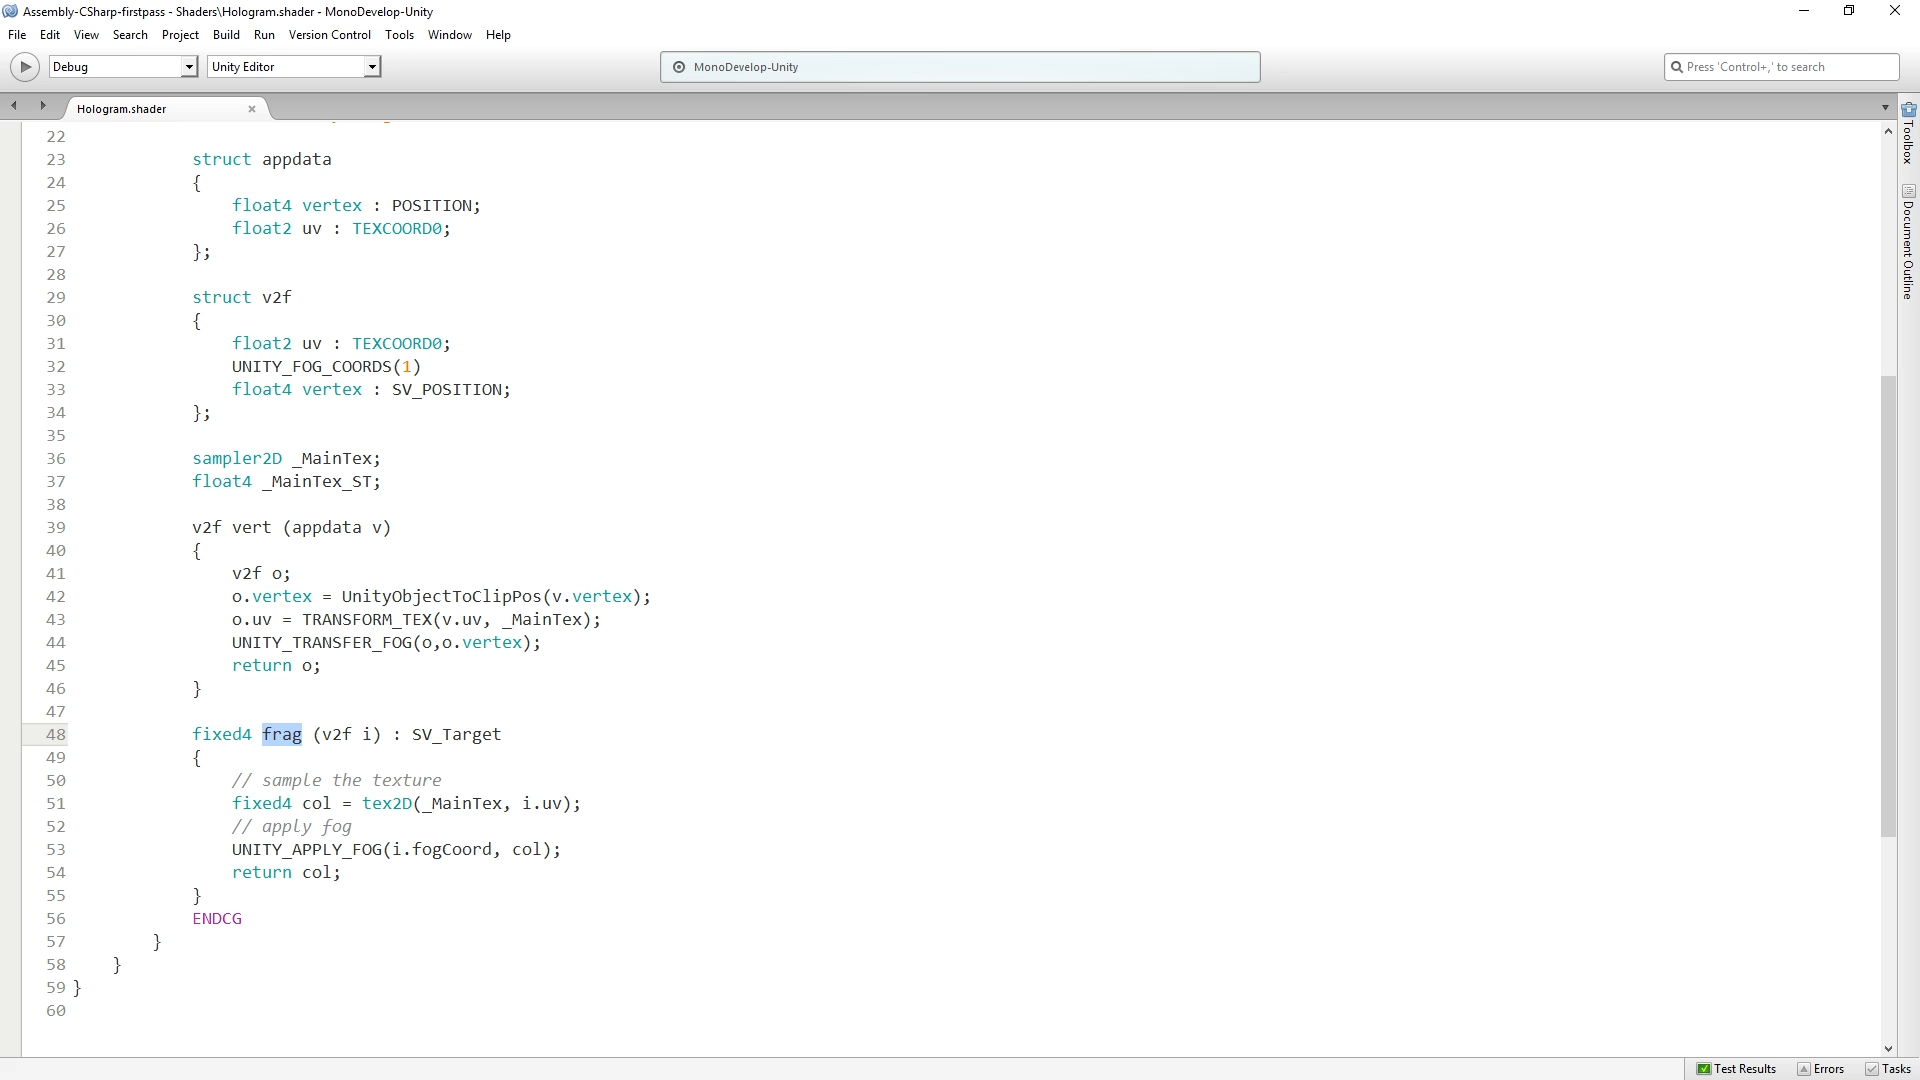 Assembly-CSharp-firstpass - Shaders\Hologram.shader - MonoDevelop-Unity
File Edit View Search Project Build Run Version Control Tools Window Help
Debug Unity Editor MonoDevelop-Unity Press 'Control+,' to search
Hologram.shader
Toolbox
Document Outline
22
23 struct appdata
24 {
25 float4 vertex : POSITION;
26 float2 uv : TEXCOORD0;
27 };
28
29 struct v2f
30 {
31 float2 uv : TEXCOORD0;
32 UNITY_FOG_COORDS(1)
33 float4 vertex : SV_POSITION;
34 };
35
36 sampler2D _MainTex;
37 float4 _MainTex_ST;
38
39 v2f vert (appdata v)
40 {
41 v2f o;
42 o.vertex = UnityObjectToClipPos(v.vertex);
43 o.uv = TRANSFORM_TEX(v.uv, _MainTex);
44 UNITY_TRANSFER_FOG(o,o.vertex);
45 return o;
46 }
47
48 fixed4 frag (v2f i) : SV_Target
49 {
50 // sample the texture
51 fixed4 col = tex2D(_MainTex, i.uv);
52 // apply fog
53 UNITY_APPLY_FOG(i.fogCoord, col);
54 return col;
55 }
56 ENDCG
57 }
58 }
59 }
60
Test Results Errors Tasks